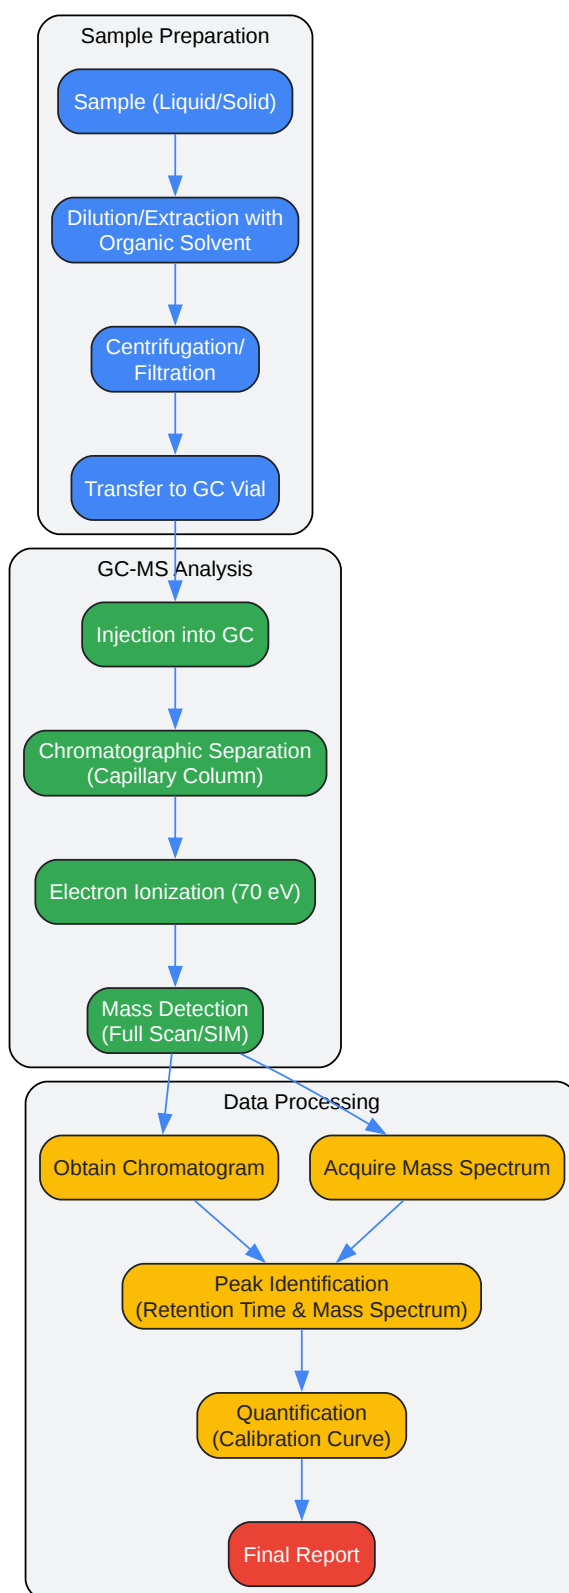 Sample Preparation
Sample (Liquid/Solid)
Dilution/Extraction with
Organic Solvent
Centrifugation/
Filtration
Transfer to GC Vial
GC-MS Analysis
Injection into GC
Chromatographic Separation
(Capillary Column)
Electron Ionization (70 eV)
Mass Detection
(Full Scan/SIM)
Data Processing
Obtain Chromatogram
Acquire Mass Spectrum
Peak Identification
(Retention Time & Mass Spectrum)
Quantification
(Calibration Curve)
Final Report